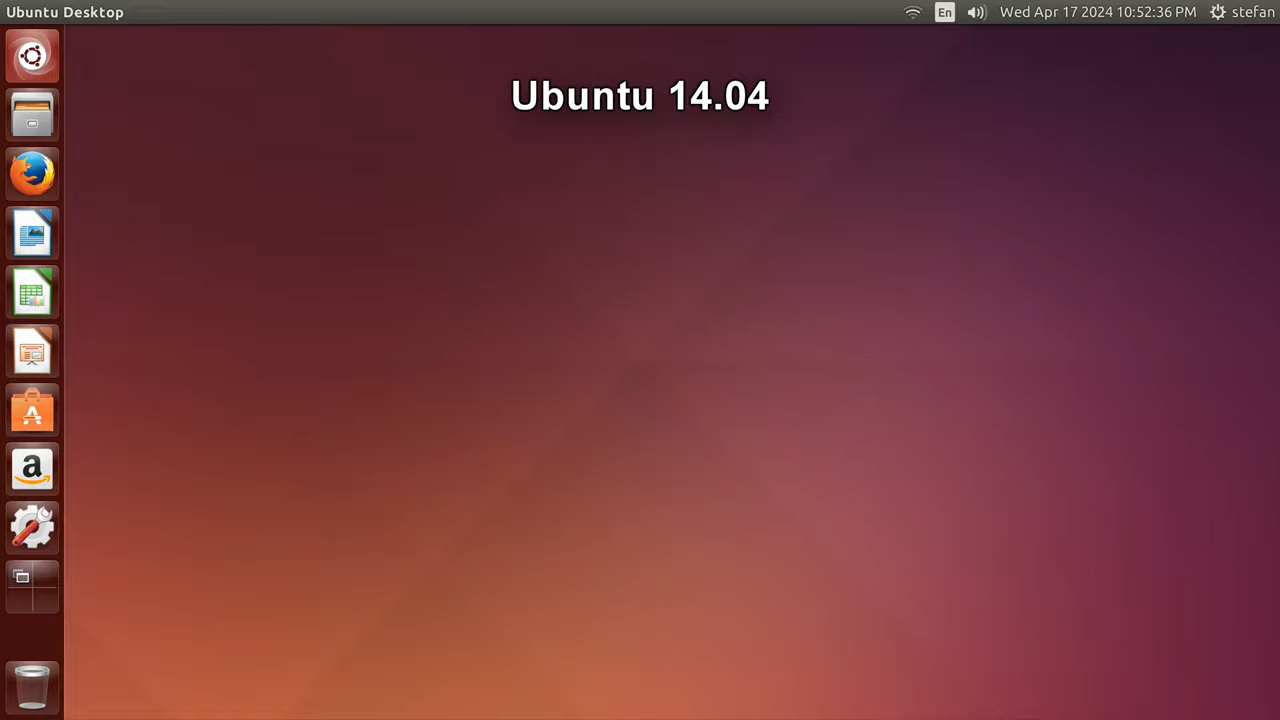 Ubuntu Desktop
En
Wed Apr 17 2024 10:52:36 PM
stefan
Ubuntu 14.04
A
a